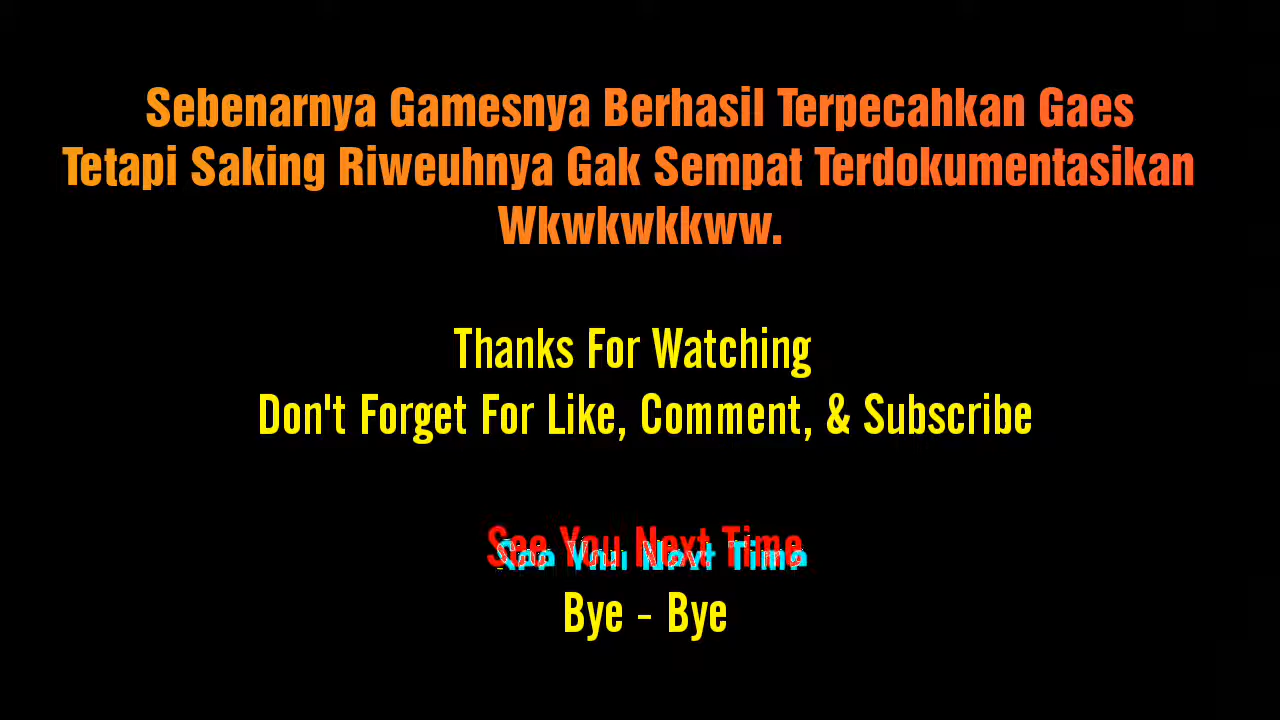 Sebenarnya Gamesnya Berhasil Terpecahkan Gaes
Tetapi Saking Riweuhnya Gak Sempat Terdokumentasikan
Wkwkwkkww.
Thanks For Watching
Don't Forget For Like, Comment, & Subscribe
See You Next Time
Bye - Bye